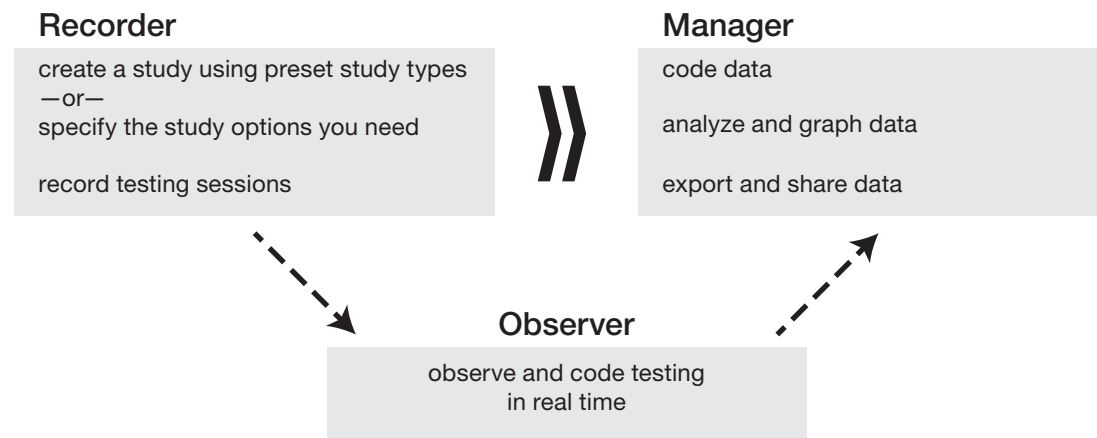 Recorder
create a study using preset study types
—or—
specify the study options you need
record testing sessions
Manager
code data
analyze and graph data
export and share data
Observer
observe and code testing
in real time